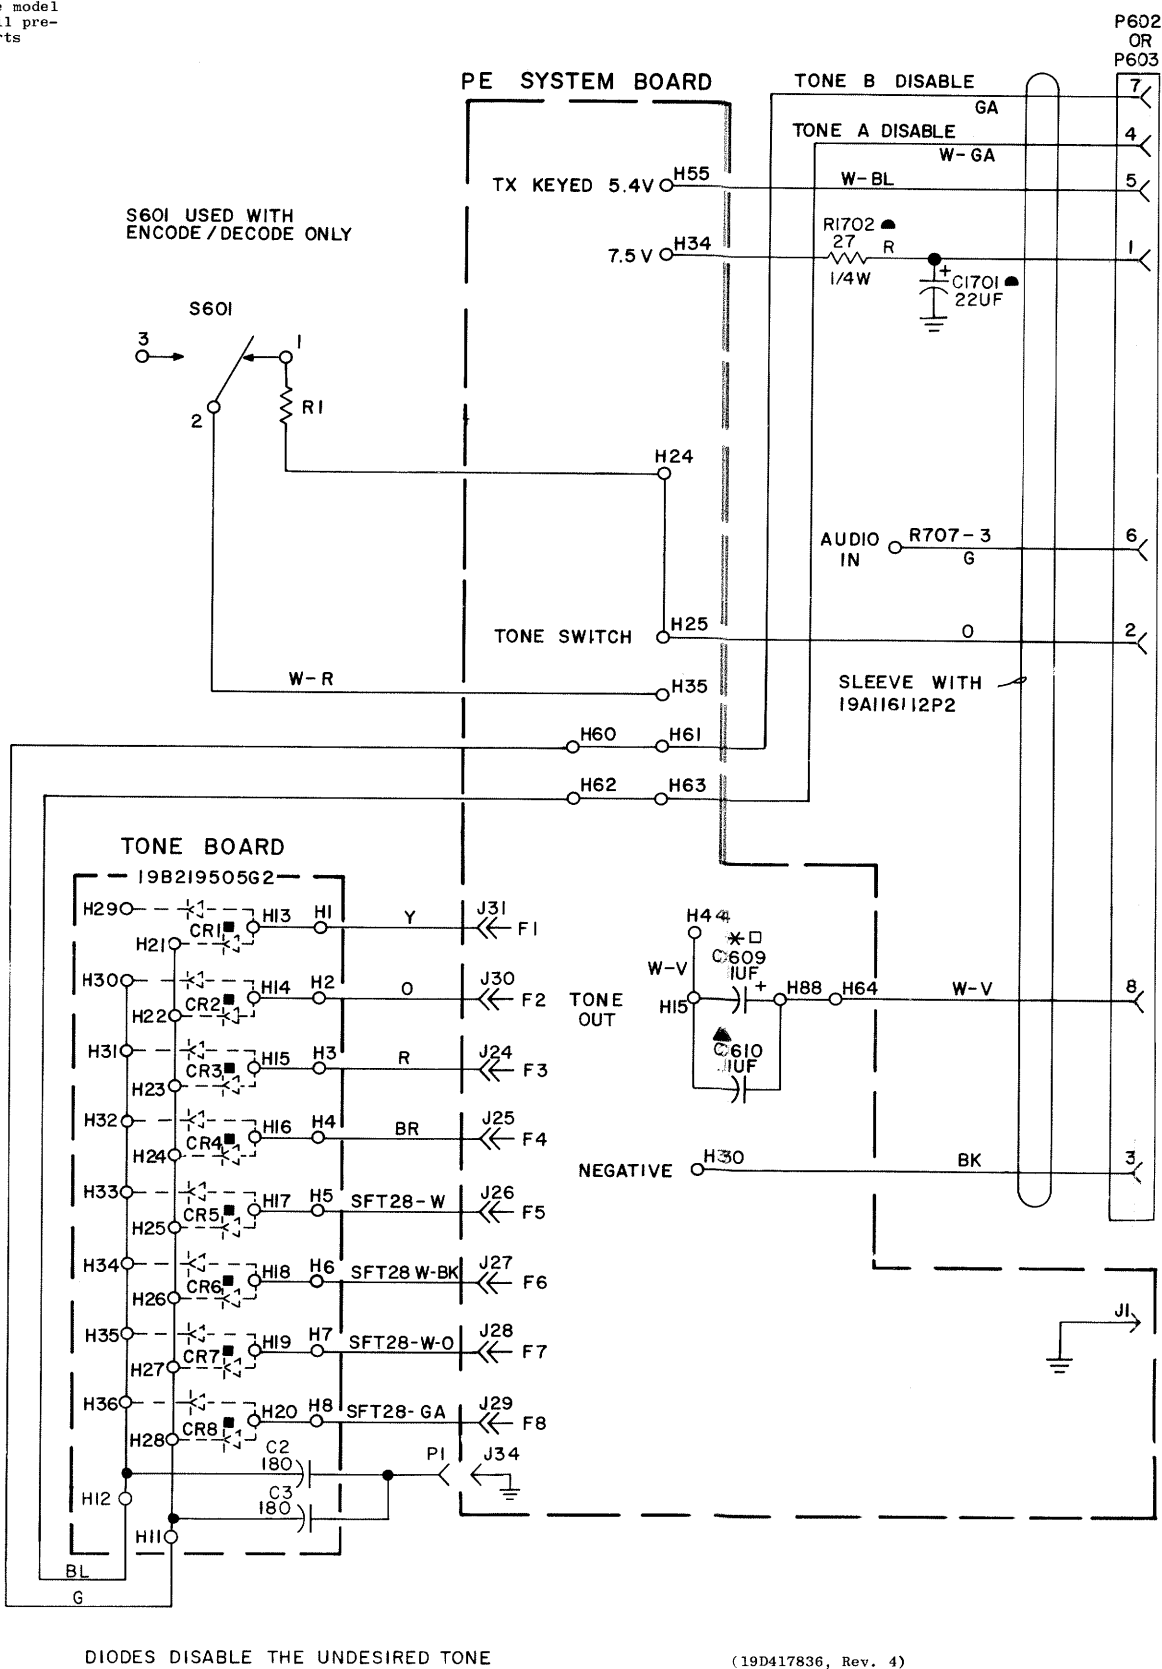 e model
ll pre-
rts
P602
OR
P603
PE SYSTEM BOARD
TONE B DISABLE
7
GA
TONE A DISABLE
4
W-GA
TX KEYED 5.4V
H55
W-BL
5
S601 USED WITH
ENCODE/DECODE ONLY
7.5V
H34
R1702
27
R
1/4W
1
+
C1701
22UF
S601
3
1
2
R1
H24
AUDIO
IN
R707-3
G
6
TONE SWITCH
H25
O
2
W-R
H35
SLEEVE WITH
19A116112P2
H60
H61
H62
H63
TONE BOARD
19B219505G2
H29
CR1
H13
H1
Y
J31
F1
H21
H44
C609
1UF
+
W-V
H30
CR2
H14
H2
O
J30
F2
H22
TONE
OUT
H15
H88
H64
W-V
8
C610
1UF
H31
CR3
H15
H3
R
J24
F3
H23
H32
CR4
H16
H4
BR
J25
F4
H24
NEGATIVE
H30
BK
3
H33
CR5
H17
H5
SFT28-W
J26
F5
H25
H34
CR6
H18
H6
SFT28 W-BK
J27
F6
H26
J1
H35
CR7
H19
H7
SFT28-W-O
J28
F7
H27
H36
CR8
H20
H8
SFT28-GA
J29
F8
H28
C2
180
P1
J34
H12
C3
180
H11
BL
G
DIODES DISABLE THE UNDESIRED TONE
(19D417836, Rev. 4)